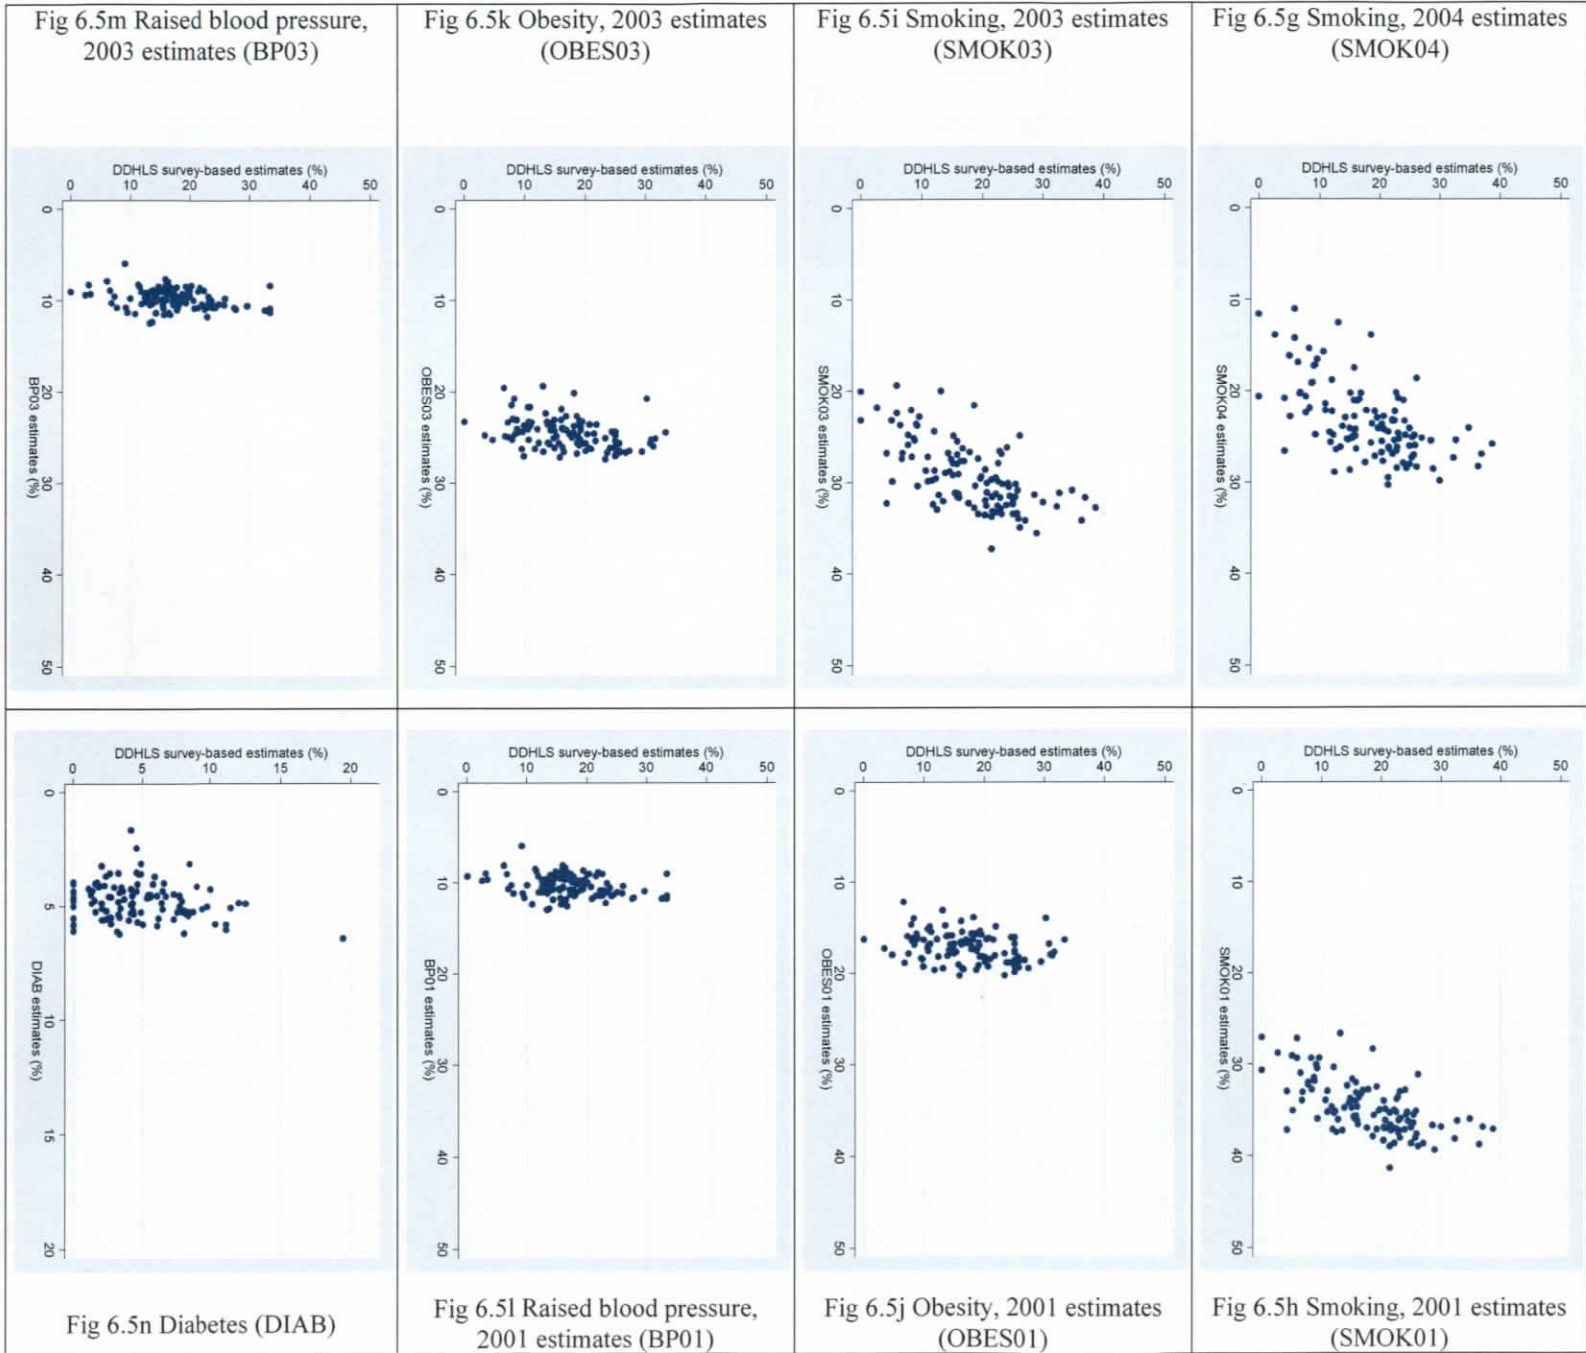 Fig 6.5m Raised blood pressure,
2003 estimates (BP03)
DDHLS survey-based estimates (%)
0 10 20 30 40 50
0
10
20
30
40
50
BP03 estimates (%)
Fig 6.5k Obesity, 2003 estimates
(OBES03)
DDHLS survey-based estimates (%)
0 10 20 30 40 50
0
10
20
30
40
50
OBES03 estimates (%)
Fig 6.5i Smoking, 2003 estimates
(SMOK03)
DDHLS survey-based estimates (%)
0 10 20 30 40 50
0
10
20
30
40
50
SMOK03 estimates (%)
Fig 6.5g Smoking, 2004 estimates
(SMOK04)
DDHLS survey-based estimates (%)
0 10 20 30 40 50
0
10
20
30
40
50
SMOK04 estimates (%)
DDHLS survey-based estimates (%)
0 5 10 15 20
0
5
10
15
20
DIAB estimates (%)
Fig 6.5n Diabetes (DIAB)
DDHLS survey-based estimates (%)
0 10 20 30 40 50
0
10
20
30
40
50
BP01 estimates (%)
Fig 6.5l Raised blood pressure,
2001 estimates (BP01)
DDHLS survey-based estimates (%)
0 10 20 30 40 50
0
10
20
30
40
50
OBES01 estimates (%)
Fig 6.5j Obesity, 2001 estimates
(OBES01)
DDHLS survey-based estimates (%)
0 10 20 30 40 50
0
10
20
30
40
50
SMOK01 estimates (%)
Fig 6.5h Smoking, 2001 estimates
(SMOK01)